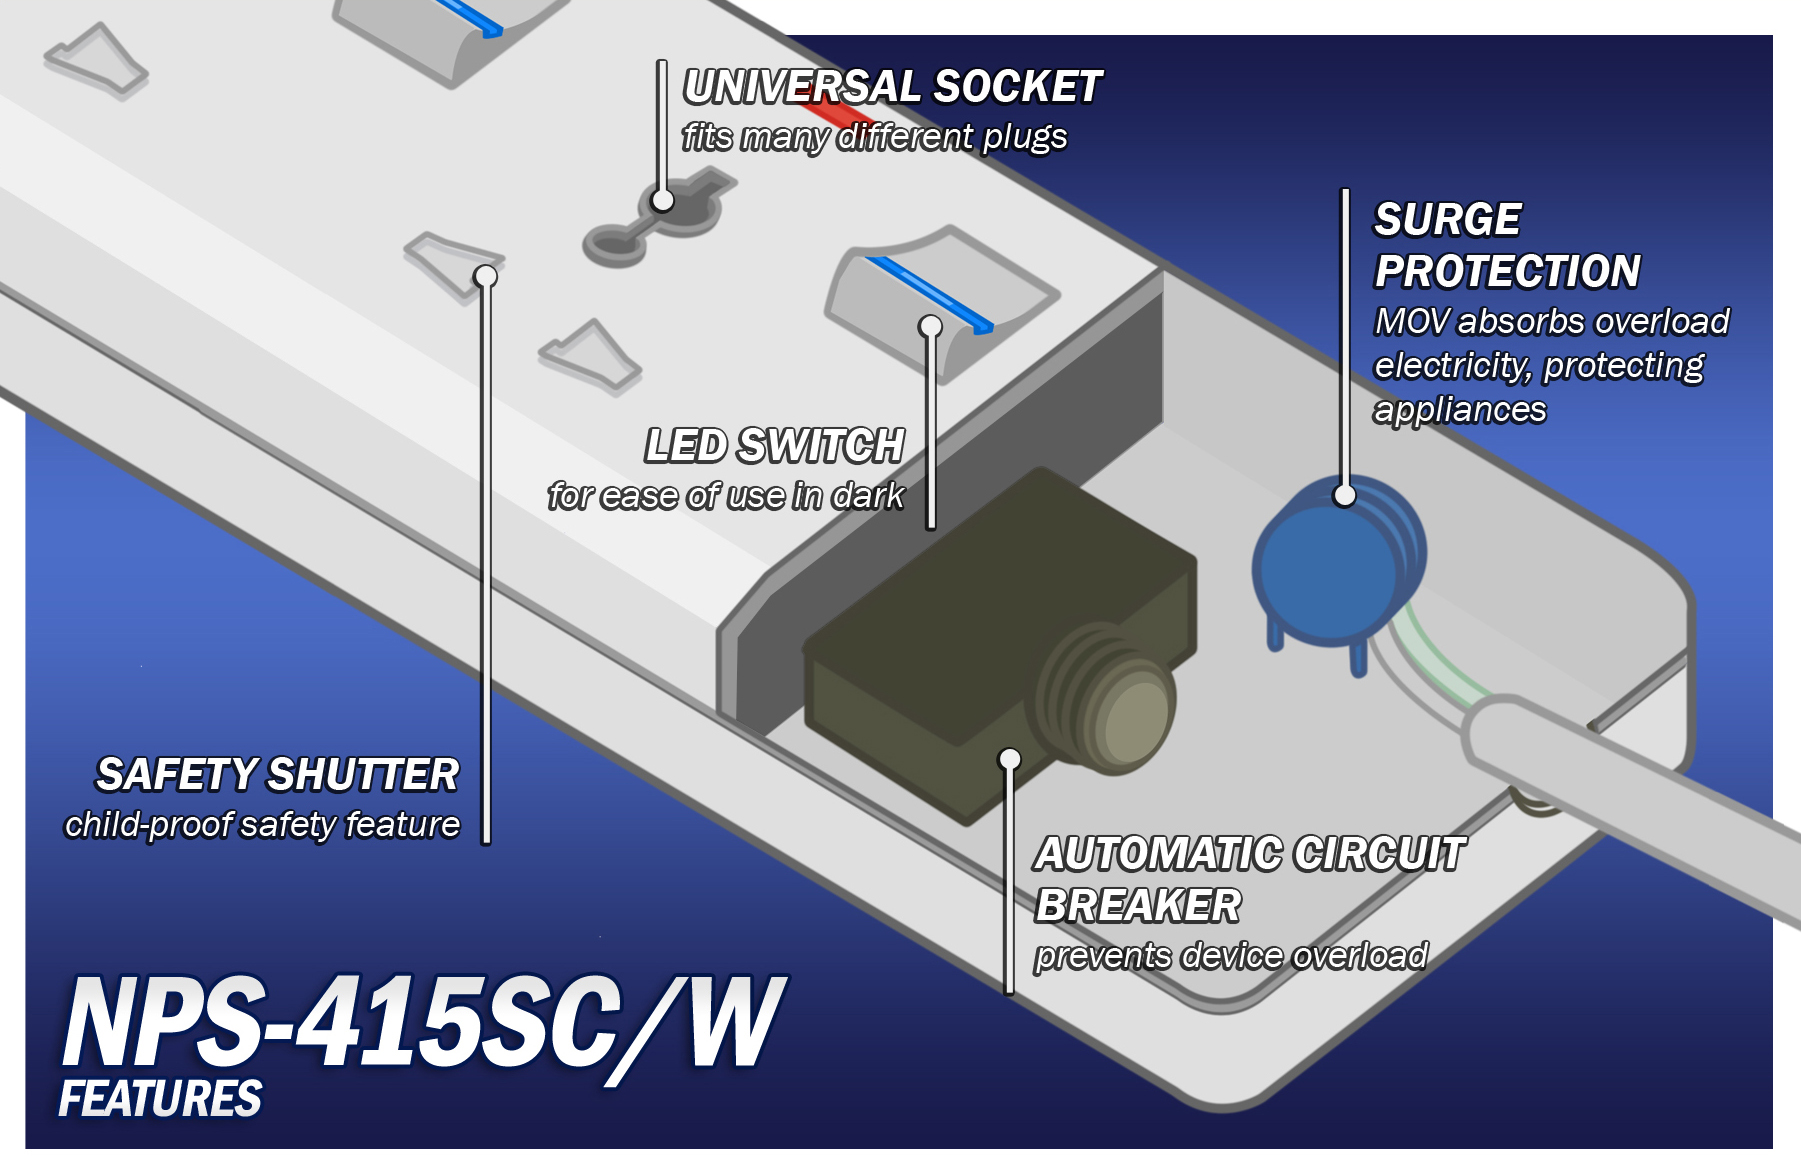 UNIVERSAL SOCKET
fits many different plugs
SURGE
PROTECTION
MOV absorbs overload
electricity, protecting
appliances
LED SWITCH
for ease of use in dark
SAFETY SHUTTER
child-proof safety feature
AUTOMATIC CIRCUIT
BREAKER
prevents device overload
NPS-415SC/W
FEATURES